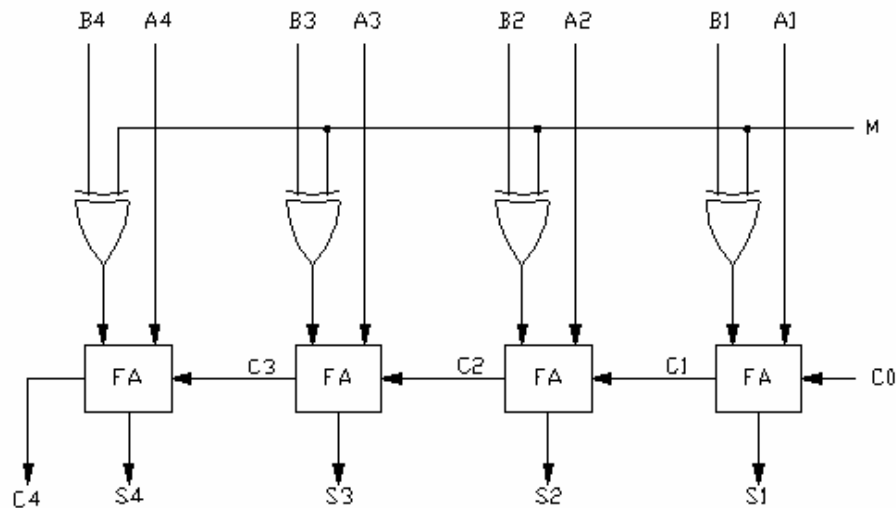 B4 A4 B3 A3 B2 A2 B1 A1
M
FA C3 FA C2 FA C1 FA C0
C4 S4 S3 S2 S1